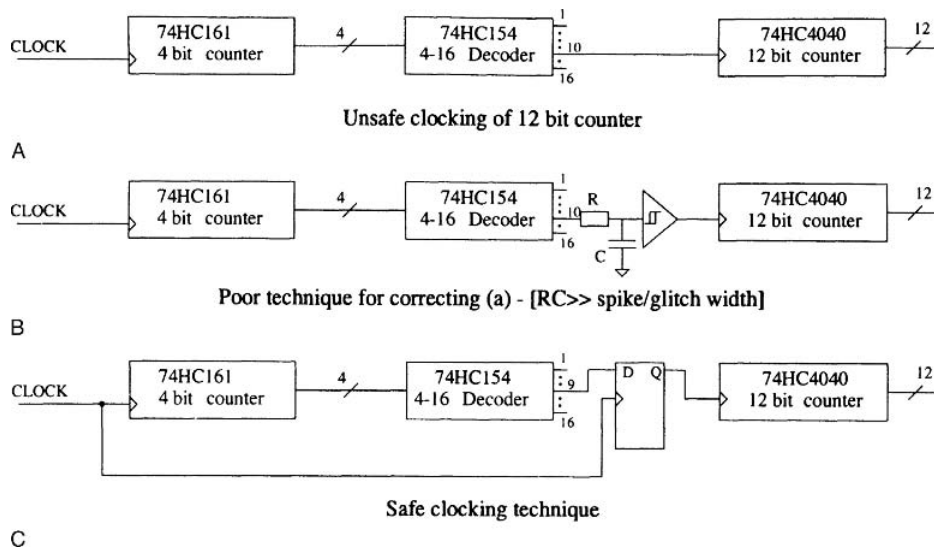 CLOCK
74HC161
4 bit counter
4
74HC154
4-16 Decoder
1
10
16
74HC4040
12 bit counter
12
Unsafe clocking of 12 bit counter
A
CLOCK
74HC161
4 bit counter
4
74HC154
4-16 Decoder
1
10
16
R
C
74HC4040
12 bit counter
12
Poor technique for correcting (a) - [RC>> spike/glitch width]
B
CLOCK
74HC161
4 bit counter
4
74HC154
4-16 Decoder
1
9
16
D Q
74HC4040
12 bit counter
12
Safe clocking technique
C